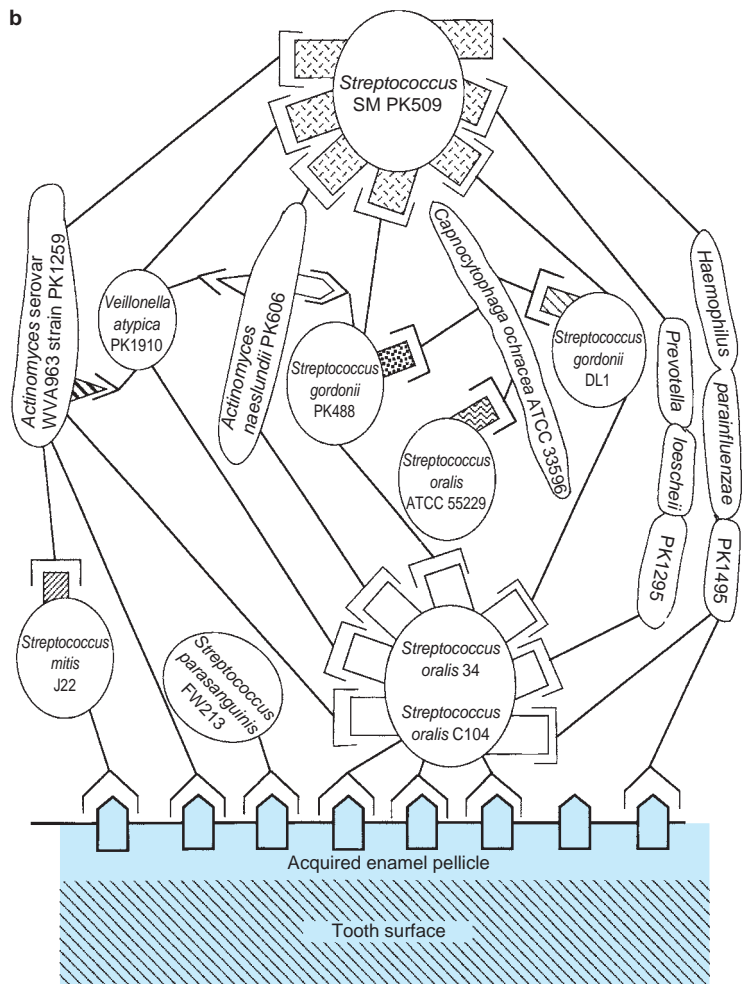 b
Streptococcus
SM PK509
Actinomyces serovar
WVA963 strain PK1259
Veillonella
atypica
PK1910
Actinomyces
naeslundii PK606
Streptococcus
gordonii
PK488
Capnocytophaga ochracea ATCC 33596
Streptococcus
gordonii
DL1
Streptococcus
oralis
ATCC 55229
Prevotella
loescheii
PK1295
Haemophilus
parainfluenzae
PK1495
Streptococcus
mitis
J22
Streptococcus
parasanguinis
FW213
Streptococcus
oralis 34
Streptococcus
oralis C104
Acquired enamel pellicle
Tooth surface